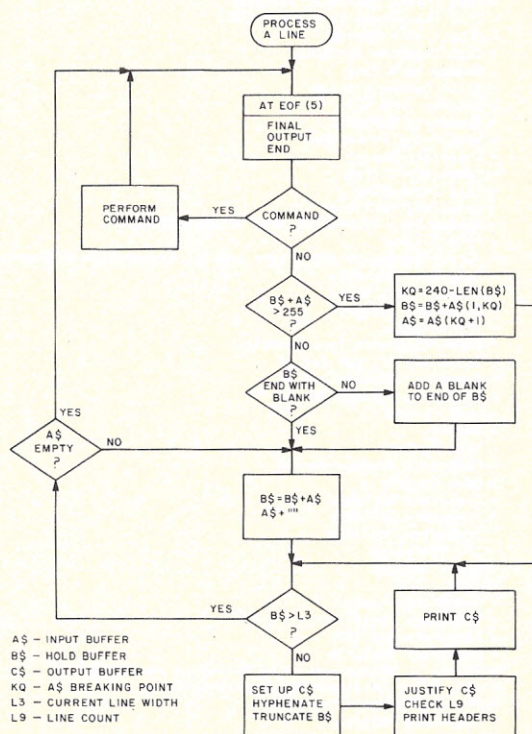 PROCESS
A LINE
AT EOF (5)
FINAL
OUTPUT
END
PERFORM
COMMAND
YES
COMMAND
?
NO
B$+A$
>255
?
YES
KQ=240-LEN(B$)
B$=B$+A$(1,KQ)
A$=A$(KQ+1)
NO
B$
END WITH
BLANK
?
NO
ADD A BLANK
TO END OF B$
YES
YES
A$
EMPTY
?
NO
B$=B$+A$
A$+""
YES
B$>L3
?
NO
PRINT C$
SET UP C$
HYPHENATE
TRUNCATE B$
JUSTIFY C$
CHECK L9
PRINT HEADERS
A$ – INPUT BUFFER
B$ – HOLD BUFFER
C$ – OUTPUT BUFFER
KQ – A$ BREAKING POINT
L3 – CURRENT LINE WIDTH
L9 – LINE COUNT